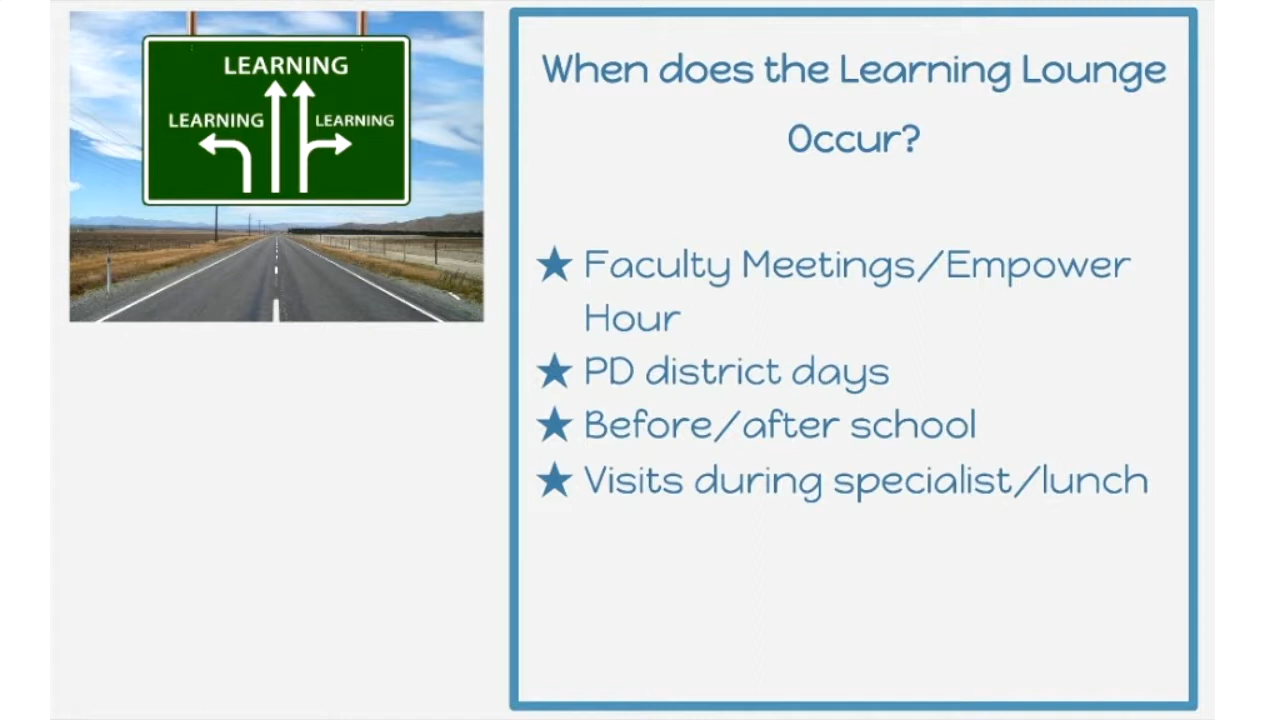 LEARNING
LEARNING
LEARNING
When does the Learning Lounge
Occur?
★ Faculty Meetings/Empower
Hour
★ PD district days
★ Before/after school
★ Visits during specialist/lunch